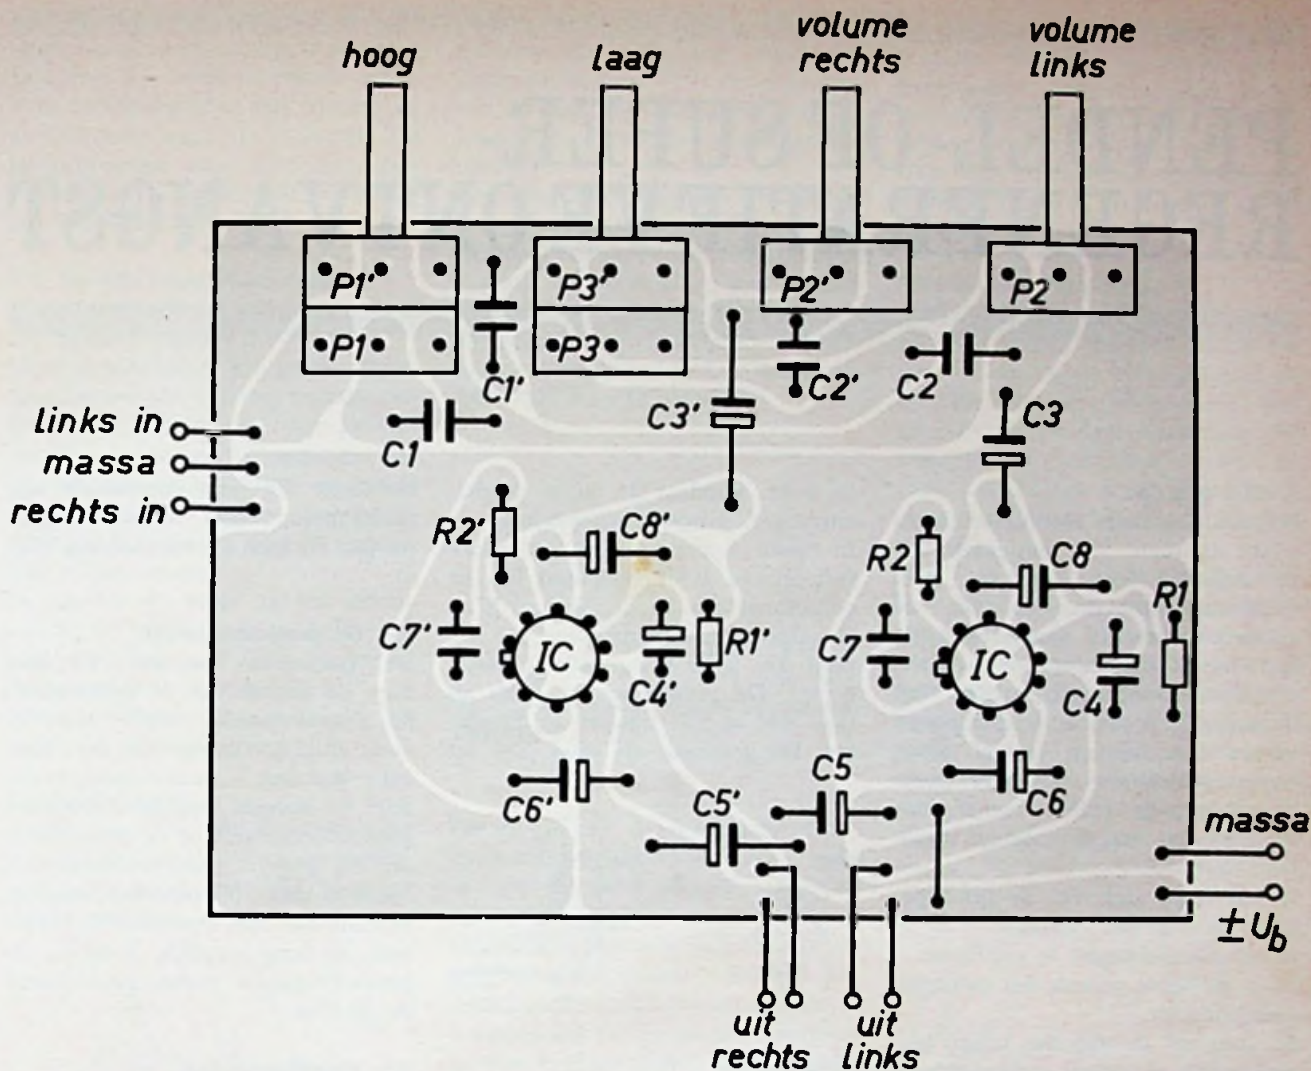 hoog
laag
volume
rechts
volume
links
P1'
P3'
P2'
P2
P1
P3
C1'
C2'
C2
C3'
C3
C1
links in
massa
rechts in
R2'
C8'
R2
C8
R1
C7'
IC
R1'
C7
IC
C4'
C4
C6'
C5'
C5
C6
massa
±Ub
uit
rechts
uit
links